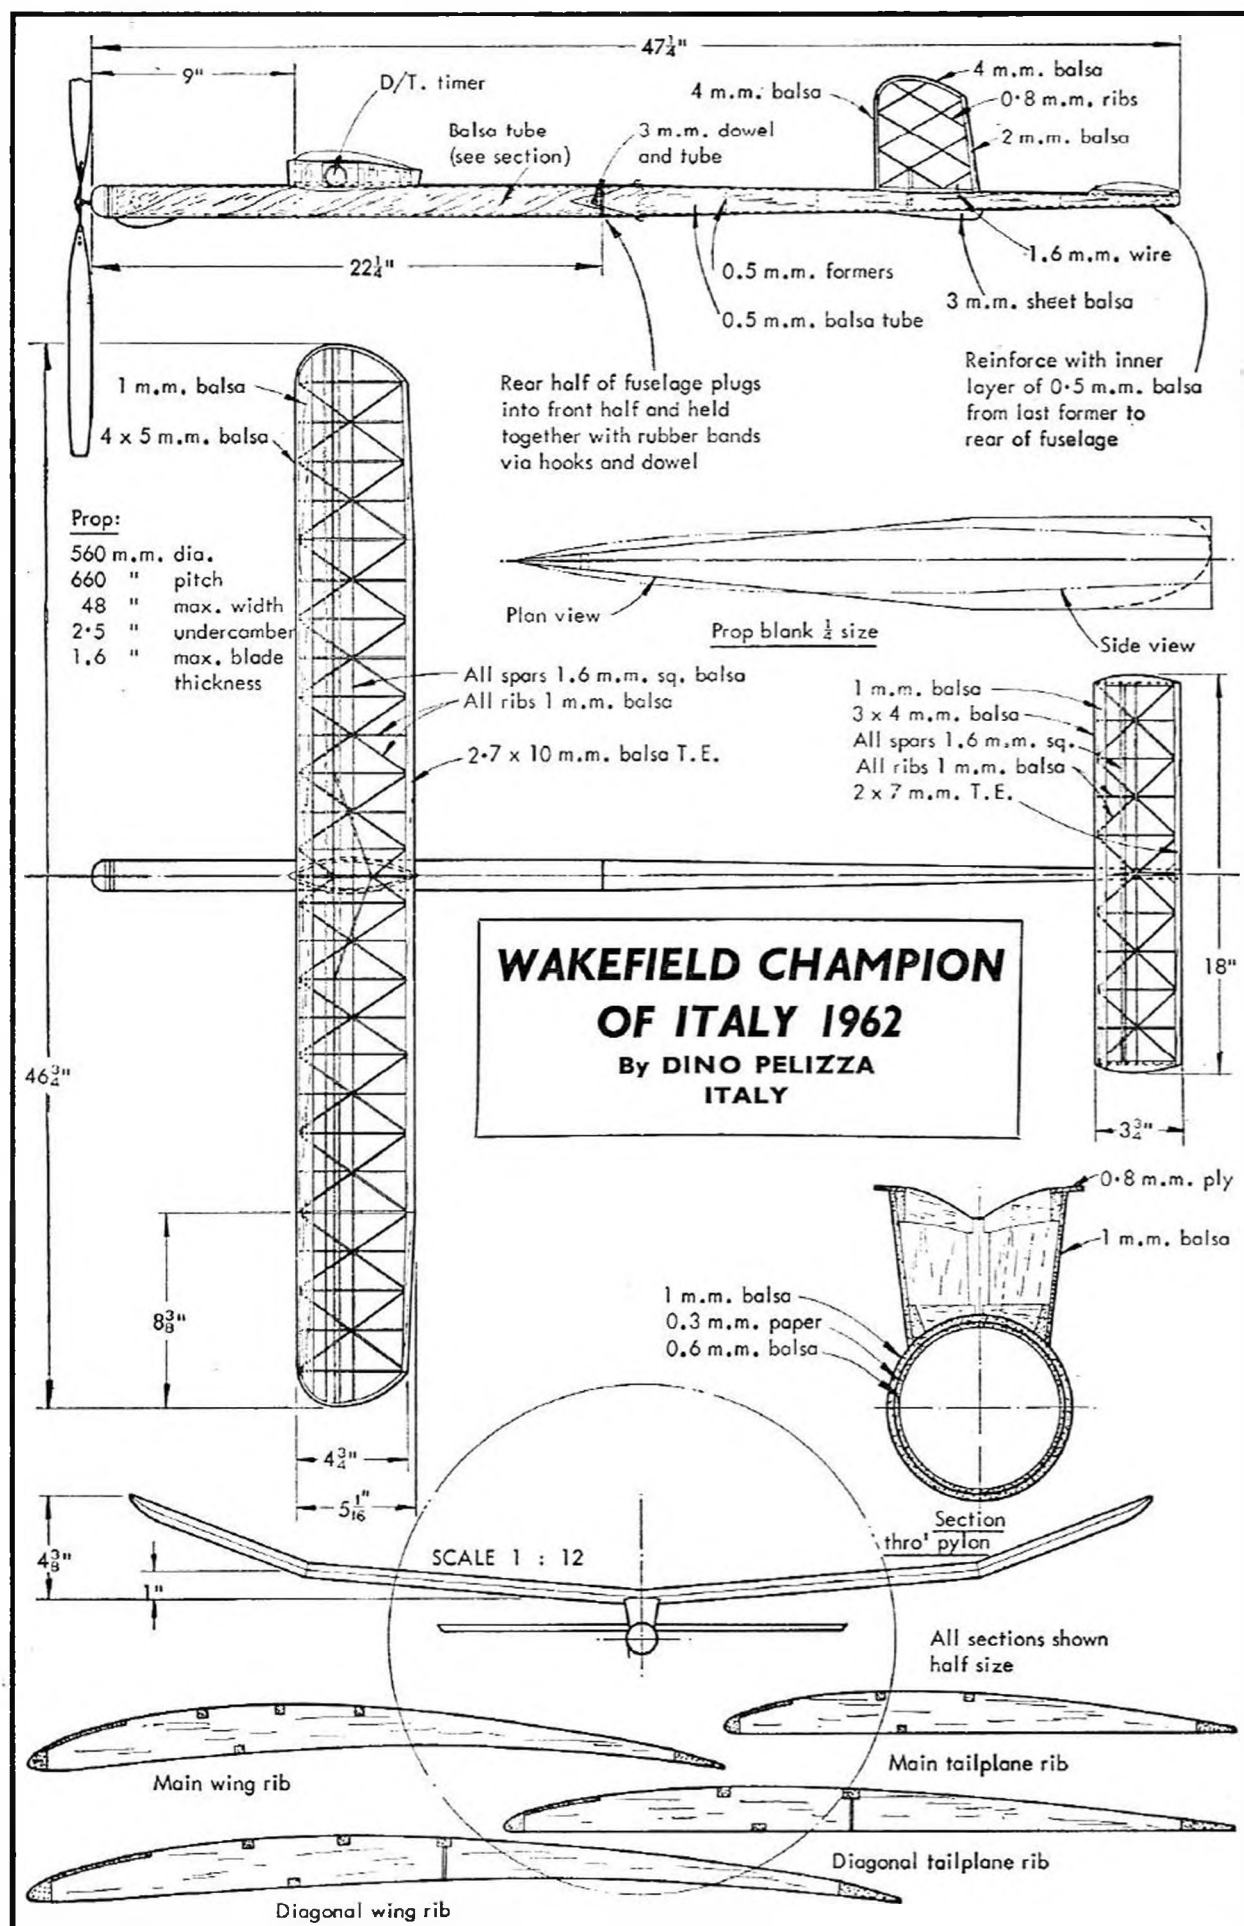 47¼"
9"
D/T. timer
4 m.m. balsa
4 m.m. balsa
0·8 m.m. ribs
2 m.m. balsa
Balsa tube
(see section)
3 m.m. dowel
and tube
22¼"
0.5 m.m. formers
0.5 m.m. balsa tube
1.6 m.m. wire
3 m.m. sheet balsa
Reinforce with inner
layer of 0·5 m.m. balsa
from last former to
rear of fuselage
Rear half of fuselage plugs
into front half and held
together with rubber bands
via hooks and dowel
1 m.m. balsa
4 x 5 m.m. balsa
Prop:
560 m.m. dia.
660 " pitch
48 " max. width
2·5 " undercamber
1.6 " max. blade
thickness
Plan view
Prop blank ¼ size
Side view
All spars 1.6 m.m. sq. balsa
All ribs 1 m.m. balsa
2·7 x 10 m.m. balsa T.E.
1 m.m. balsa
3 x 4 m.m. balsa
All spars 1.6 m.m. sq.
All ribs 1 m.m. balsa
2 x 7 m.m. T.E.
WAKEFIELD CHAMPION
OF ITALY 1962
By DINO PELIZZA
ITALY
18"
46¾"
3¾"
8⅜"
0·8 m.m. ply
1 m.m. balsa
1 m.m. balsa
0.3 m.m. paper
0.6 m.m. balsa
4¾"
5 1/16"
Section
thro' pylon
4⅜"
1"
SCALE 1 : 12
All sections shown
half size
Main wing rib
Main tailplane rib
Diagonal tailplane rib
Diagonal wing rib